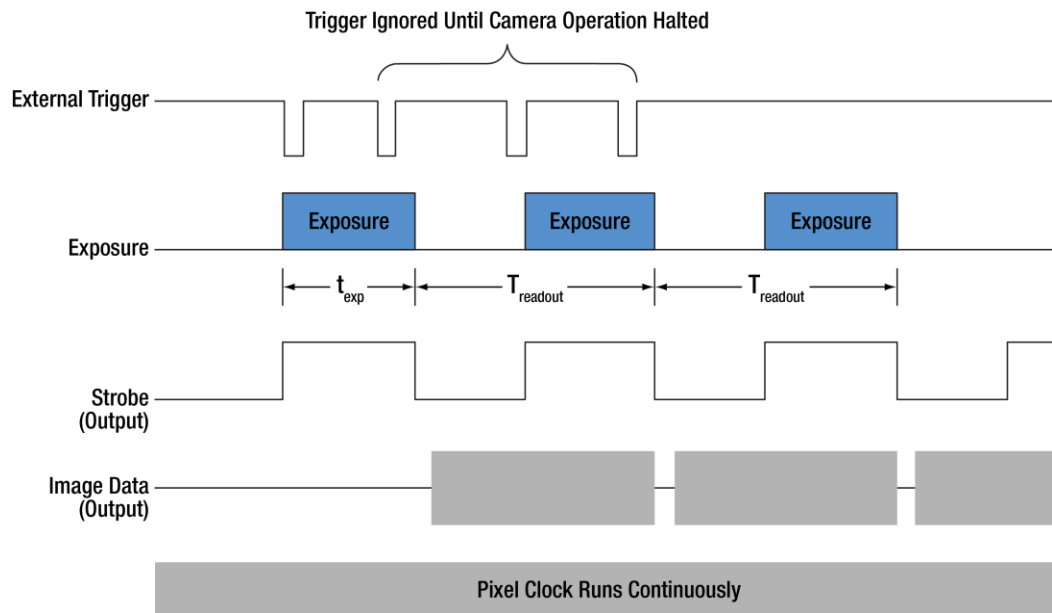 Trigger Ignored Until Camera Operation Halted
External Trigger
Exposure
Exposure
Exposure
Exposure
t_exp
T_readout
T_readout
Strobe
(Output)
Image Data
(Output)
Pixel Clock Runs Continuously